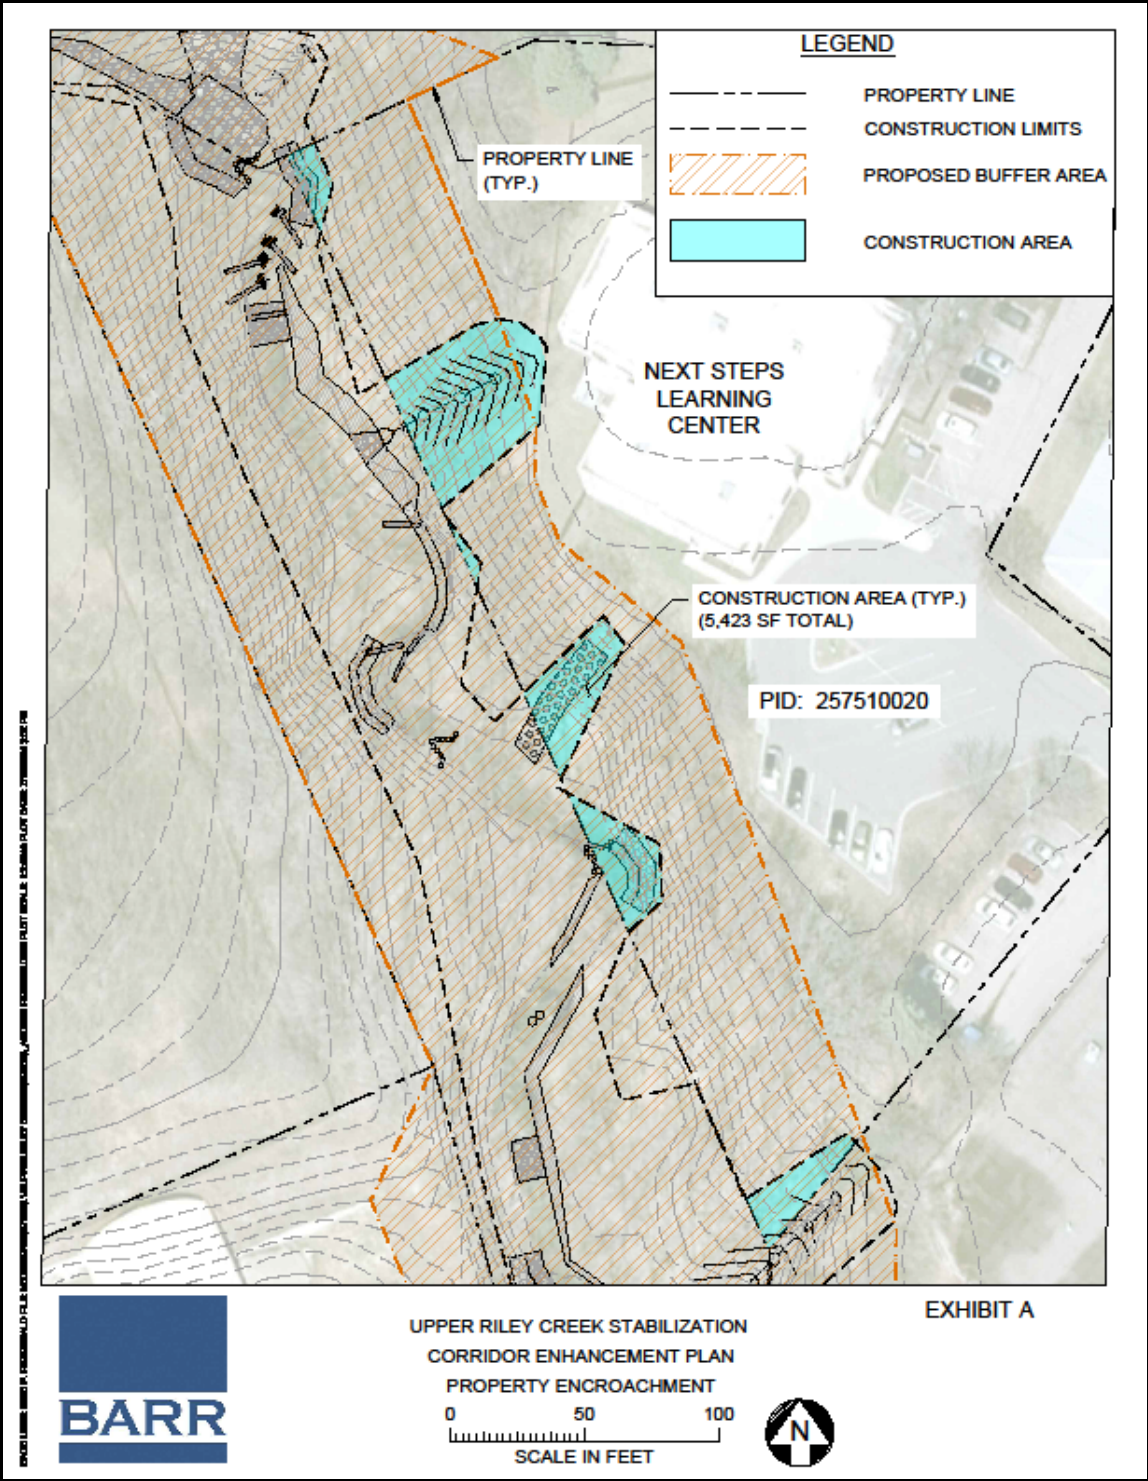 LEGEND
PROPERTY LINE
CONSTRUCTION LIMITS
PROPOSED BUFFER AREA
CONSTRUCTION AREA
PROPERTY LINE
(TYP.)
NEXT STEPS
LEARNING
CENTER
CONSTRUCTION AREA (TYP.)
(5,423 SF TOTAL)
PID: 257510020
EXHIBIT A
UPPER RILEY CREEK STABILIZATION
CORRIDOR ENHANCEMENT PLAN
PROPERTY ENCROACHMENT
0 50 100
SCALE IN FEET
N
BARR